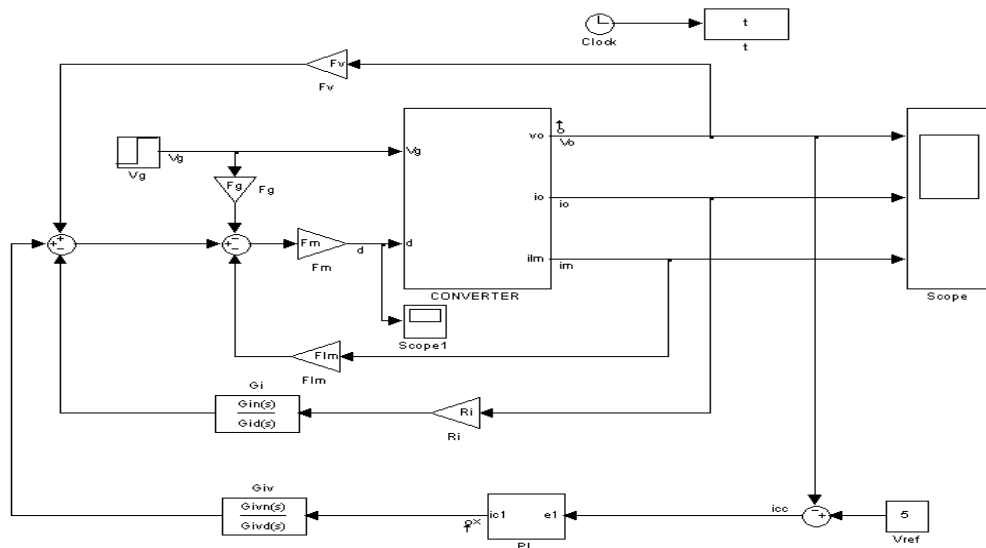 t
Clock
t
Fv
Fv
Vg
Vg
Vg
Fg
Fg
vo
Vo
io
io
ilm
im
d
CONVERTER
Fm
Fm
d
+
+
−
−
+
−
Scope
Scope1
Flm
Flm
Gi
Gin(s)
Gid(s)
Ri
Ri
Giv
Givn(s)
Givd(s)
ic1
e1
x
PI
icc
−
+
5
Vref